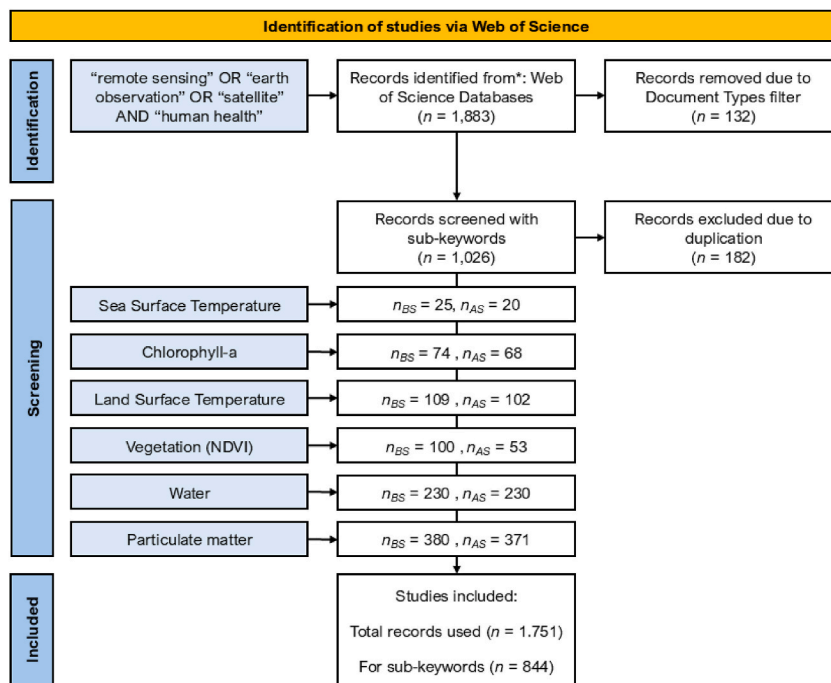 Identification of studies via Web of Science
Identification
“remote sensing” OR “earth
observation” OR “satellite”
AND “human health”
Records identified from*: Web
of Science Databases
(n = 1,883)
Records removed due to
Document Types filter
(n = 132)
Screening
Records screened with
sub-keywords
(n = 1,026)
Records excluded due to
duplication
(n = 182)
Sea Surface Temperature
nBS = 25, nAS = 20
Chlorophyll-a
nBS = 74 , nAS = 68
Land Surface Temperature
nBS = 109 , nAS = 102
Vegetation (NDVI)
nBS = 100 , nAS = 53
Water
nBS = 230 , nAS = 230
Particulate matter
nBS = 380 , nAS = 371
Included
Studies included:
Total records used (n = 1.751)
For sub-keywords (n = 844)